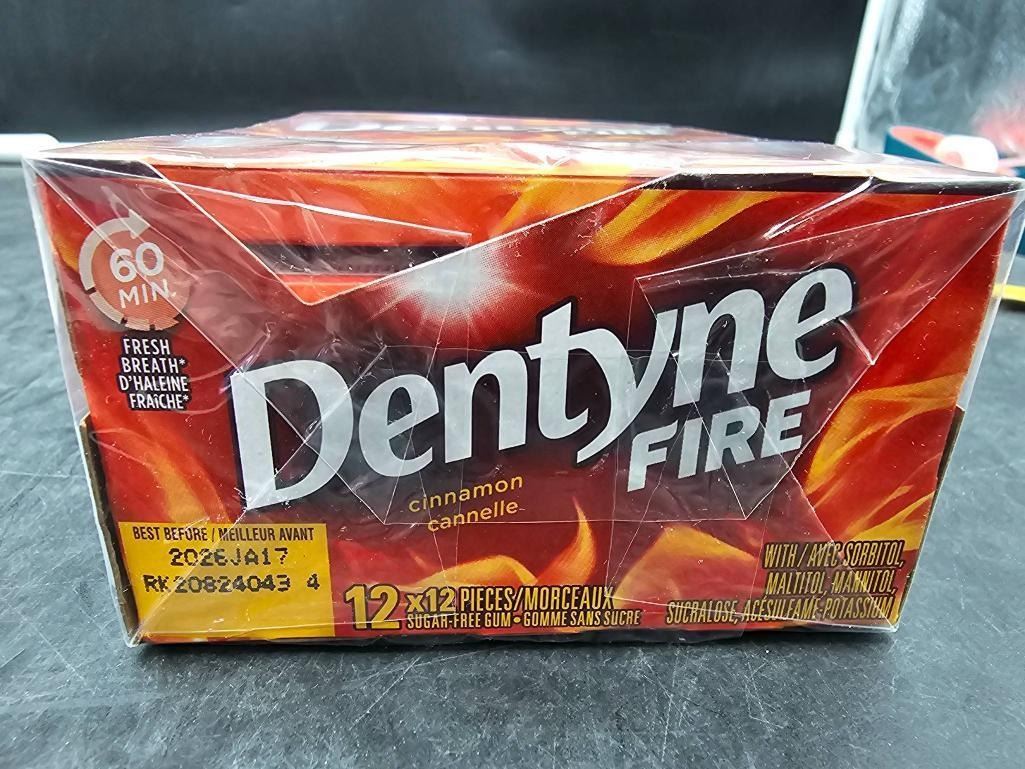 60
MIN.
FRESH
BREATH*
D'HALEINE
FRAÎCHE*
Dentyne
FIRE
cinnamon
cannelle
BEST BEFORE / MEILLEUR AVANT
2026JA17
RK20824043 4
12 x12 PIECES/MORCEAUX
SUGAR-FREE GUM • GOMME SANS SUCRE
WITH / AVEC SORBITOL,
MALTITOL, MANNITOL,
SUCRALOSE, ACÉSULFAME-POTASSIUM